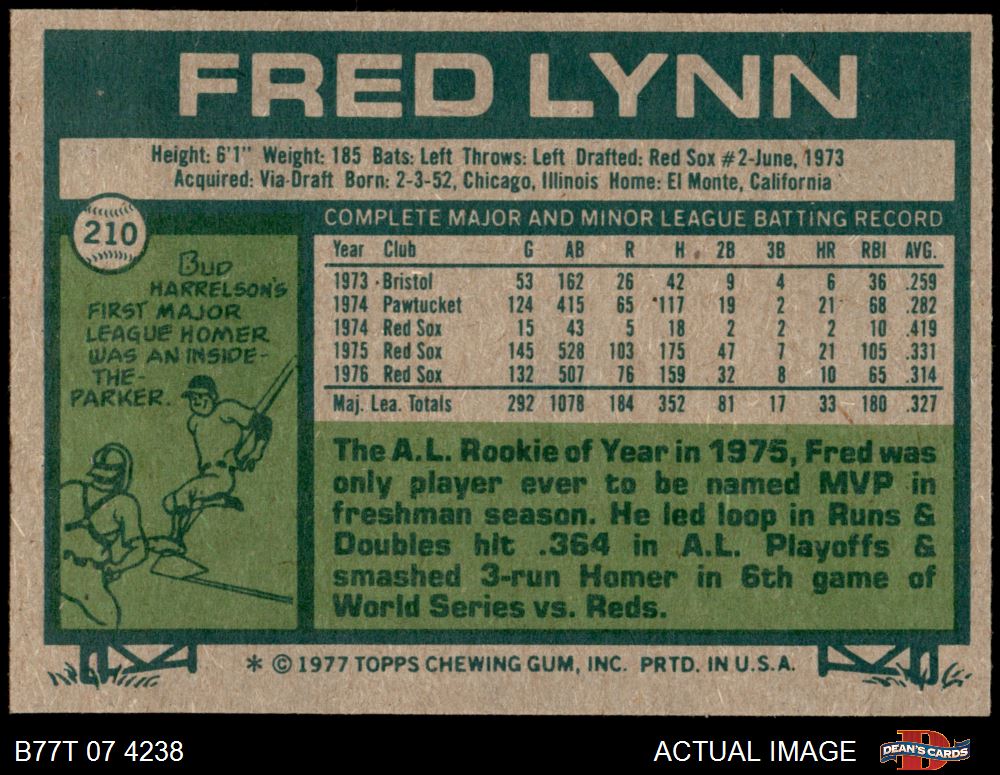 FRED LYNN
Height: 6'1" Weight: 185 Bats: Left Throws: Left Drafted: Red Sox #2-June, 1973
Acquired: Via-Draft Born: 2-3-52, Chicago, Illinois Home: El Monte, California
210
BUD
HARRELSON'S
FIRST MAJOR
LEAGUE HOMER
WAS AN INSIDE-
THE-
PARKER.
COMPLETE MAJOR AND MINOR LEAGUE BATTING RECORD
Year Club G AB R H 2B 3B HR RBI AVG.
1973 Bristol 53 162 26 42 9 4 6 36 .259
1974 Pawtucket 124 415 65 117 19 2 21 68 .282
1974 Red Sox 15 43 5 18 2 2 2 10 .419
1975 Red Sox 145 528 103 175 47 7 21 105 .331
1976 Red Sox 132 507 76 159 32 8 10 65 .314
Maj. Lea. Totals 292 1078 184 352 81 17 33 180 .327
The A.L. Rookie of Year in 1975, Fred was
only player ever to be named MVP in
freshman season. He led loop in Runs &
Doubles hit .364 in A.L. Playoffs &
smashed 3-run Homer in 6th game of
World Series vs. Reds.
* © 1977 TOPPS CHEWING GUM, INC. PRTD. IN U.S.A.
B77T 07 4238
ACTUAL IMAGE
D
DEAN'S CARDS